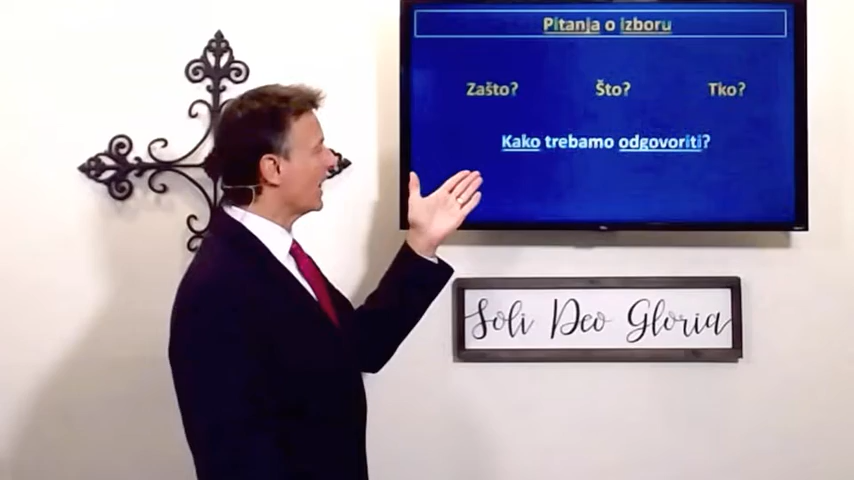 Pitanja o izboru
Zašto? Što? Tko?
Kako trebamo odgovoriti?
Soli Deo Gloria